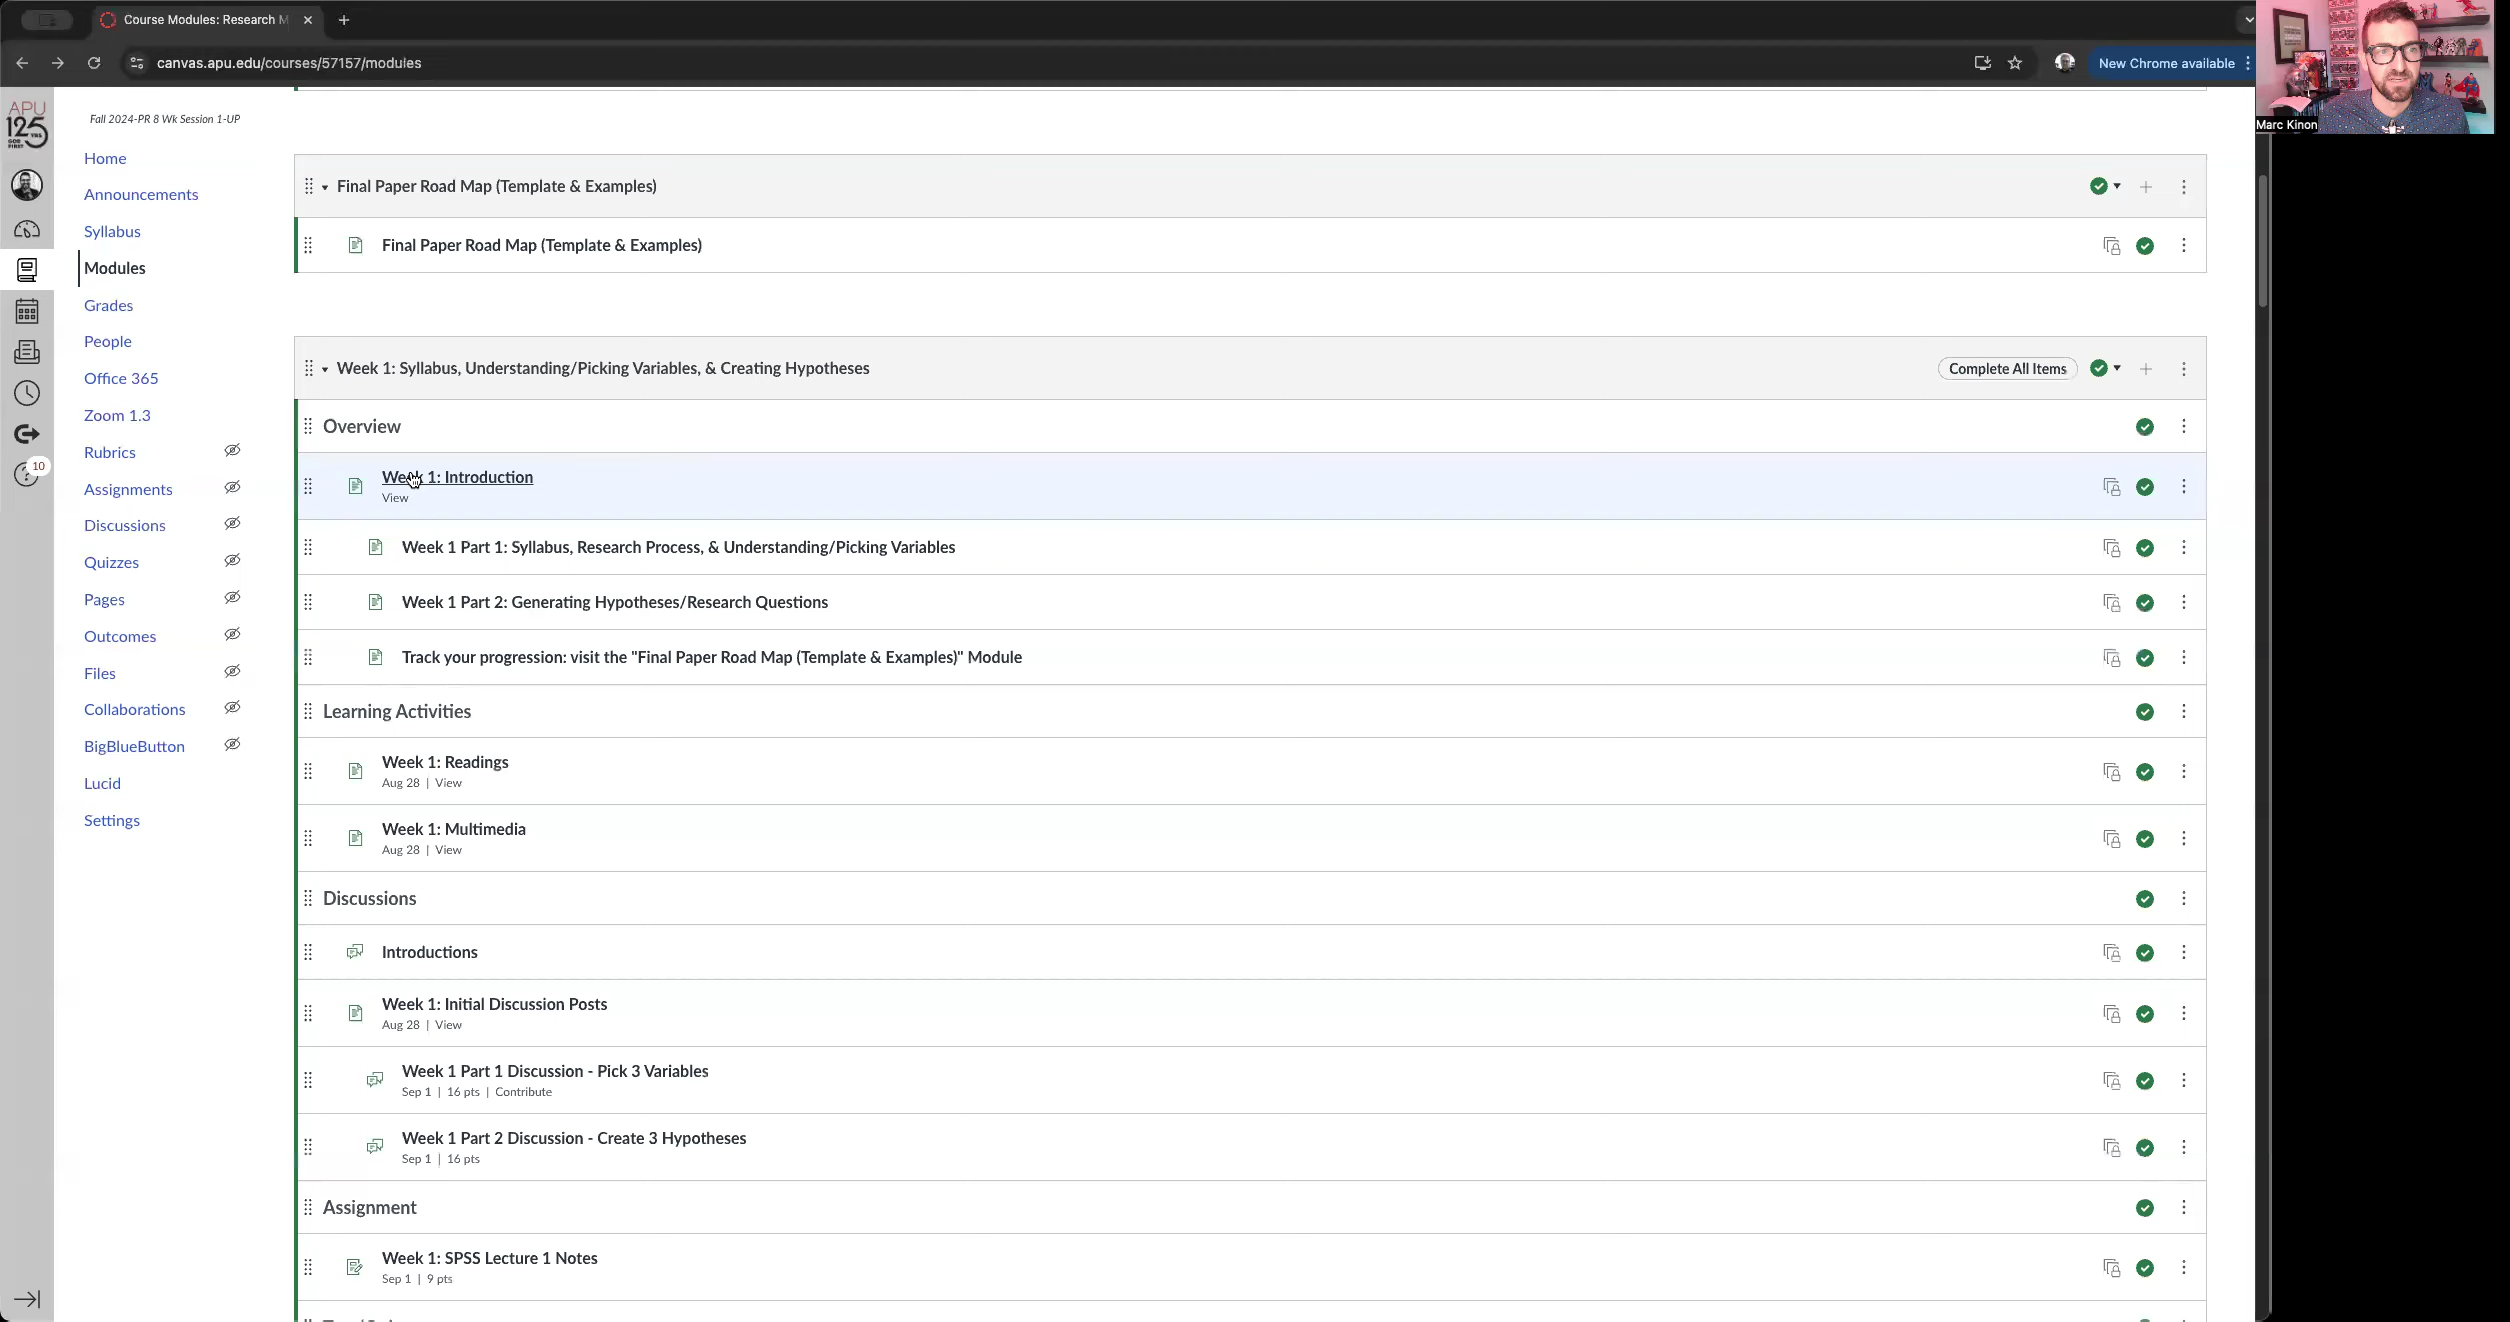 Course Modules: Research M
canvas.apu.edu/courses/57157/modules
New Chrome available
Marc Kinon
APU
125
YRS
GOD FIRST
10
Fall 2024-PR 8 Wk Session 1-UP
Home
Announcements
Syllabus
Modules
Grades
People
Office 365
Zoom 1.3
Rubrics
Assignments
Discussions
Quizzes
Pages
Outcomes
Files
Collaborations
BigBlueButton
Lucid
Settings
Final Paper Road Map (Template & Examples)
Final Paper Road Map (Template & Examples)
Week 1: Syllabus, Understanding/Picking Variables, & Creating Hypotheses
Complete All Items
Overview
Week 1: Introduction
View
Week 1 Part 1: Syllabus, Research Process, & Understanding/Picking Variables
Week 1 Part 2: Generating Hypotheses/Research Questions
Track your progression: visit the "Final Paper Road Map (Template & Examples)" Module
Learning Activities
Week 1: Readings
Aug 28 | View
Week 1: Multimedia
Aug 28 | View
Discussions
Introductions
Week 1: Initial Discussion Posts
Aug 28 | View
Week 1 Part 1 Discussion - Pick 3 Variables
Sep 1 | 16 pts | Contribute
Week 1 Part 2 Discussion - Create 3 Hypotheses
Sep 1 | 16 pts
Assignment
Week 1: SPSS Lecture 1 Notes
Sep 1 | 9 pts